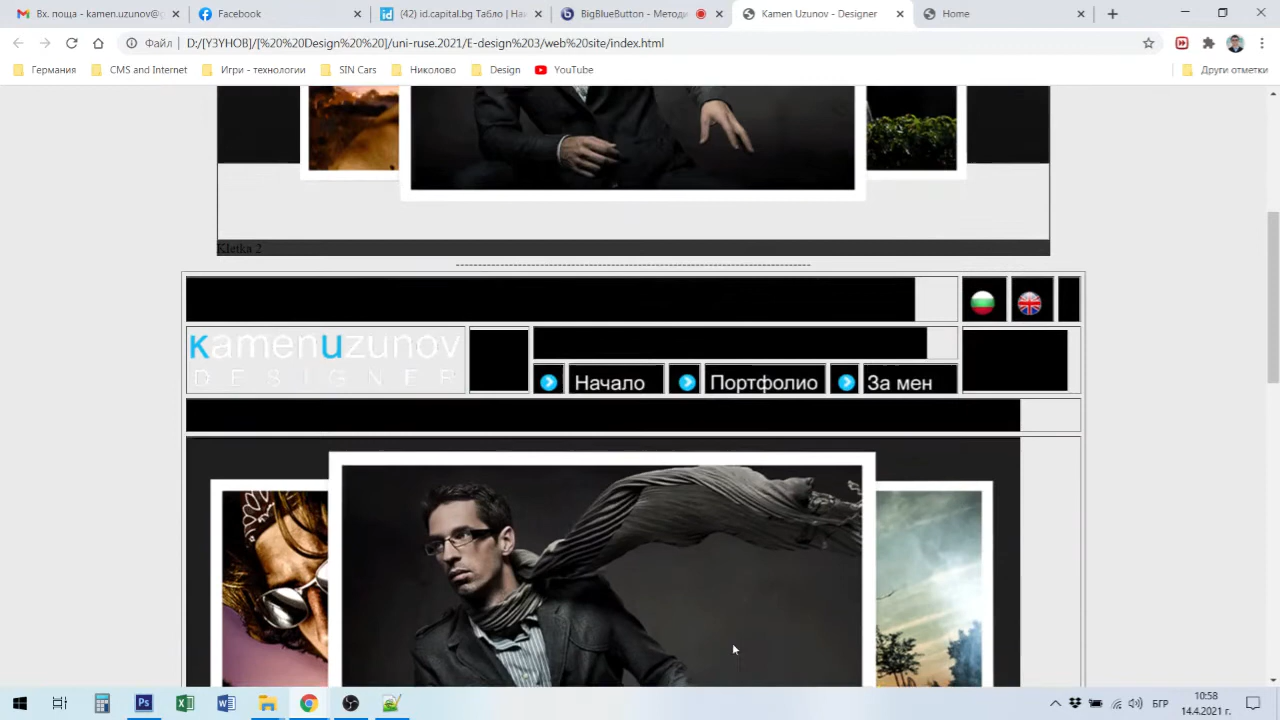 Вх. поща - kamen.uzunov@g
Facebook
(42) id.capital.bg Табло | На
BigBlueButton - Методи
Kamen Uzunov - Designer
Home
Файл D:/[УЗУНОВ]/[%20%20Design%20%20]/uni-ruse.2021/E-design%203/web%20site/index.html
Германия
CMS and Internet
Игри - технологии
SIN Cars
Николово
Design
YouTube
Други отметки
Kletka 2
--------------------------------------------------------------------------------
kamenuzunov
DESIGNER
Начало
Портфолио
За мен
БГР
10:58
14.4.2021 г.